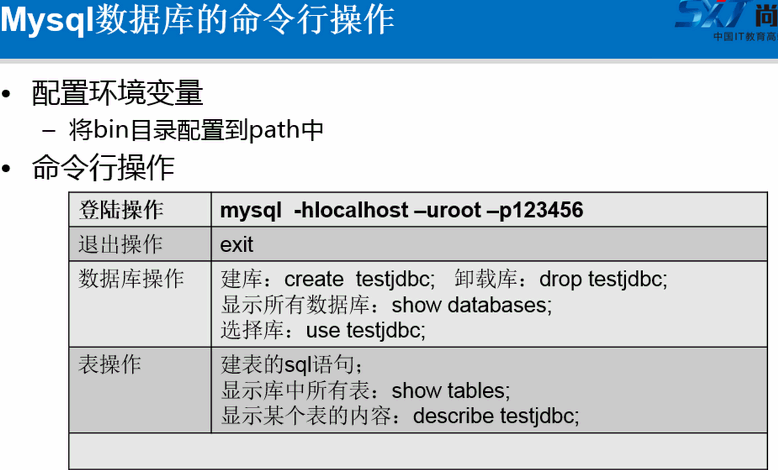 Mysql数据库的命令行操作
SXT 尚
中国IT教育高
• 配置环境变量
– 将bin目录配置到path中
• 命令行操作
登陆操作 mysql -hlocalhost –uroot –p123456
退出操作 exit
数据库操作 建库：create testjdbc; 卸载库：drop testjdbc;
显示所有数据库：show databases;
选择库：use testjdbc;
表操作 建表的sql语句；
显示库中所有表：show tables;
显示某个表的内容：describe testjdbc;